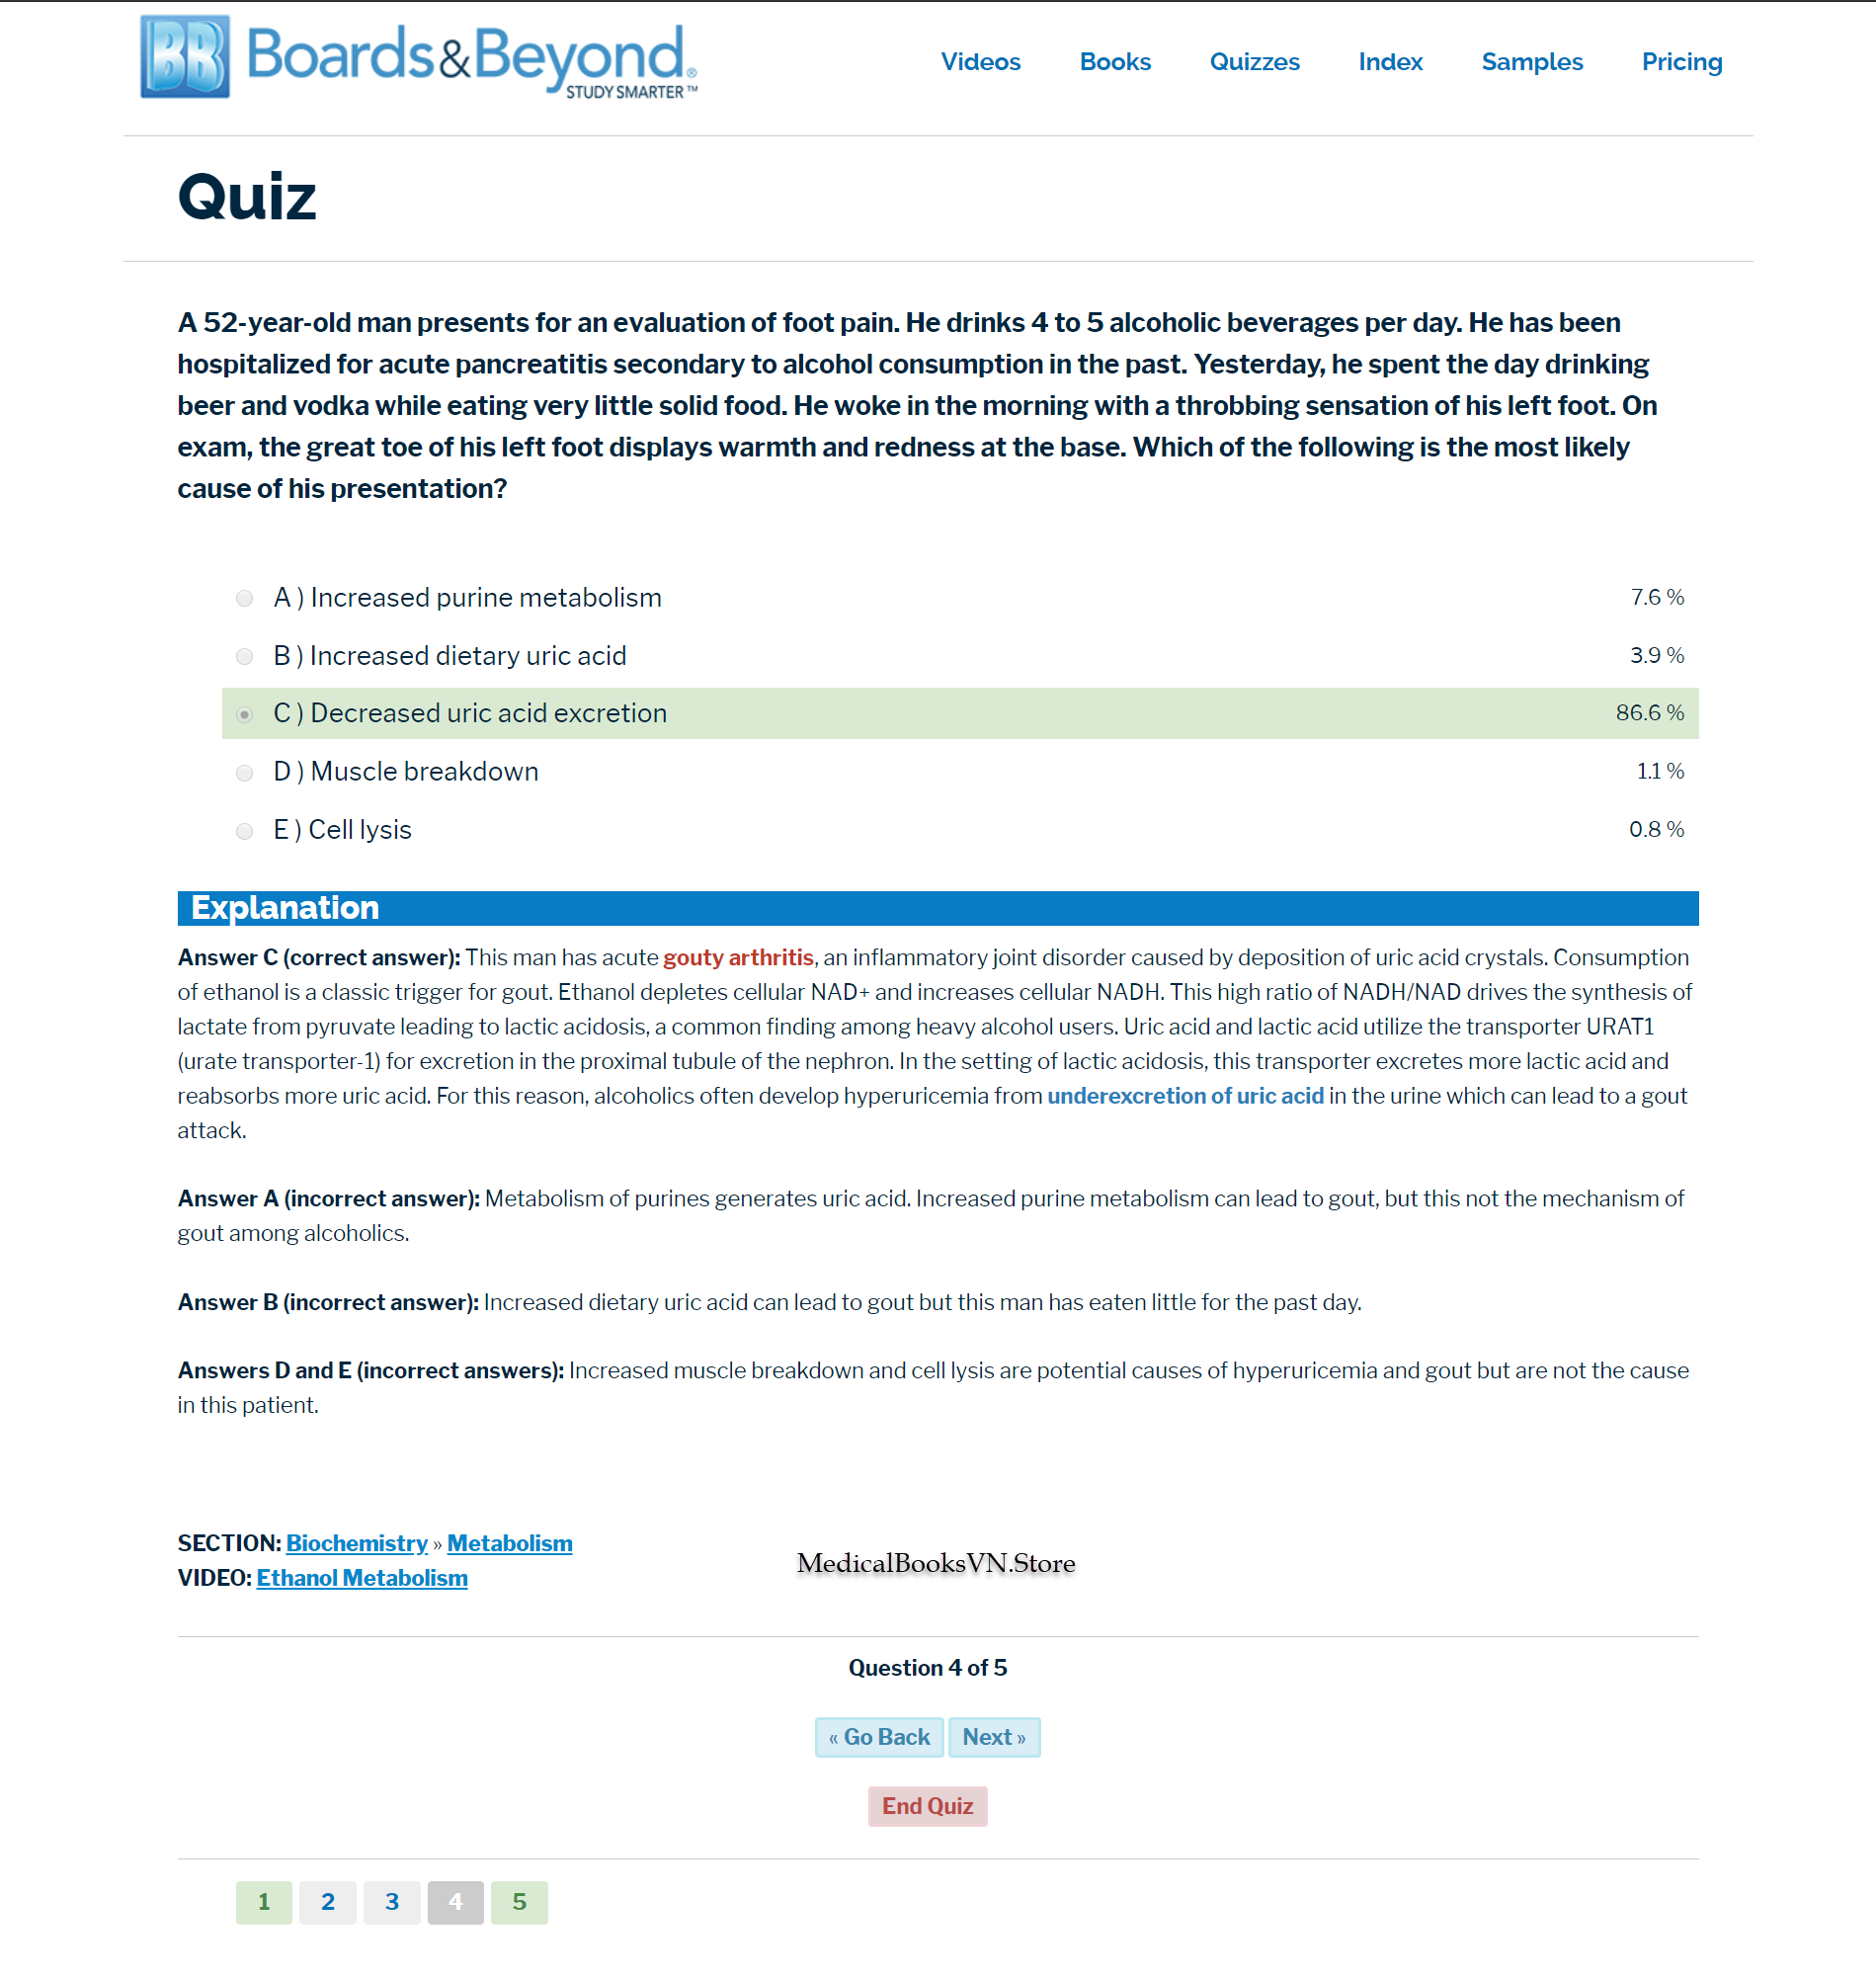 BB Boards&Beyond®
STUDY SMARTER™
Videos Books Quizzes Index Samples Pricing
Quiz
A 52-year-old man presents for an evaluation of foot pain. He drinks 4 to 5 alcoholic beverages per day. He has been
hospitalized for acute pancreatitis secondary to alcohol consumption in the past. Yesterday, he spent the day drinking
beer and vodka while eating very little solid food. He woke in the morning with a throbbing sensation of his left foot. On
exam, the great toe of his left foot displays warmth and redness at the base. Which of the following is the most likely
cause of his presentation?
A ) Increased purine metabolism 7.6 %
B ) Increased dietary uric acid 3.9 %
C ) Decreased uric acid excretion 86.6 %
D ) Muscle breakdown 1.1 %
E ) Cell lysis 0.8 %
Explanation
Answer C (correct answer): This man has acute gouty arthritis, an inflammatory joint disorder caused by deposition of uric acid crystals. Consumption
of ethanol is a classic trigger for gout. Ethanol depletes cellular NAD+ and increases cellular NADH. This high ratio of NADH/NAD drives the synthesis of
lactate from pyruvate leading to lactic acidosis, a common finding among heavy alcohol users. Uric acid and lactic acid utilize the transporter URAT1
(urate transporter-1) for excretion in the proximal tubule of the nephron. In the setting of lactic acidosis, this transporter excretes more lactic acid and
reabsorbs more uric acid. For this reason, alcoholics often develop hyperuricemia from underexcretion of uric acid in the urine which can lead to a gout
attack.
Answer A (incorrect answer): Metabolism of purines generates uric acid. Increased purine metabolism can lead to gout, but this not the mechanism of
gout among alcoholics.
Answer B (incorrect answer): Increased dietary uric acid can lead to gout but this man has eaten little for the past day.
Answers D and E (incorrect answers): Increased muscle breakdown and cell lysis are potential causes of hyperuricemia and gout but are not the cause
in this patient.
SECTION: Biochemistry » Metabolism
VIDEO: Ethanol Metabolism
MedicalBooksVN.Store
Question 4 of 5
« Go Back Next »
End Quiz
1 2 3 4 5